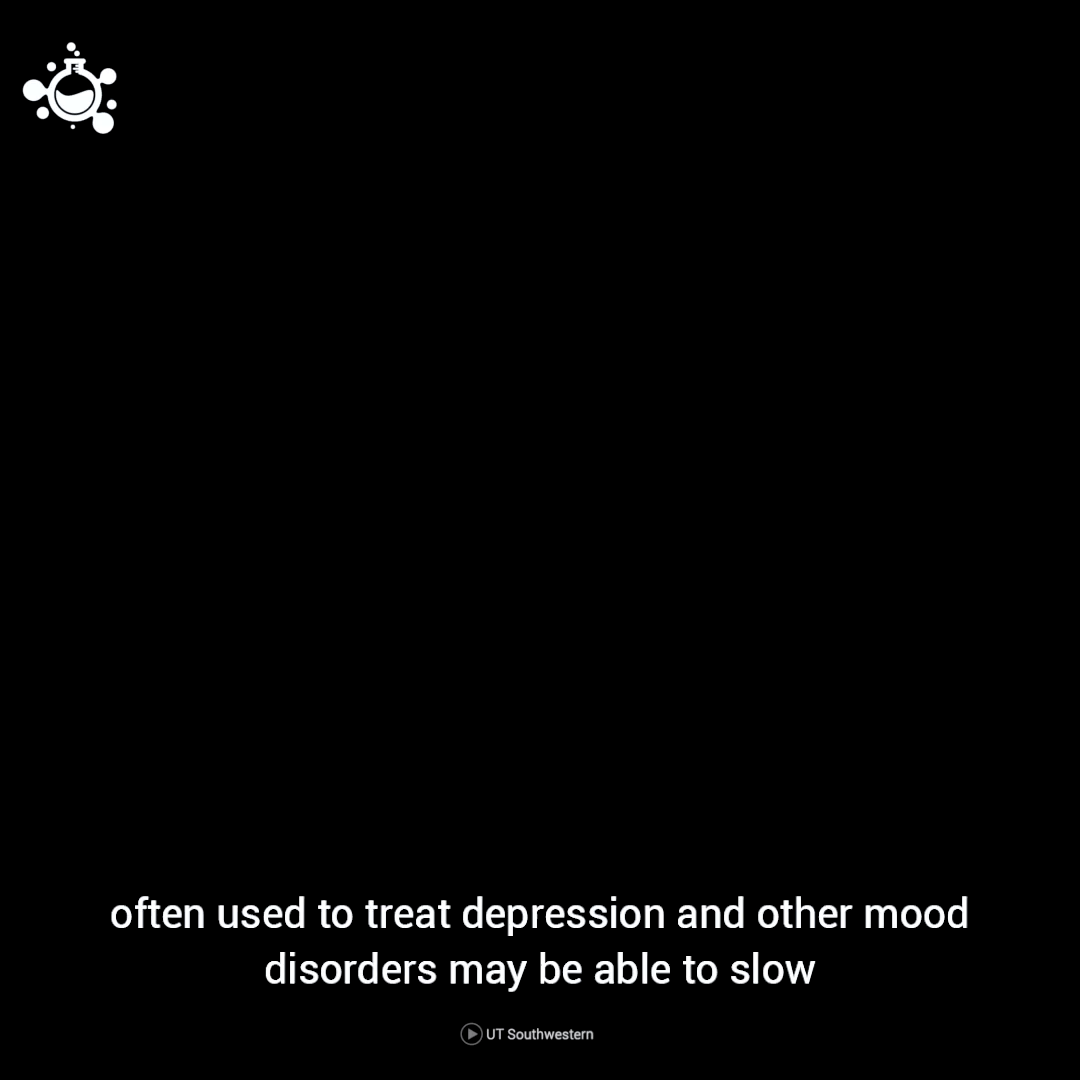 often used to treat depression and other mood
disorders may be able to slow
UT Southwestern